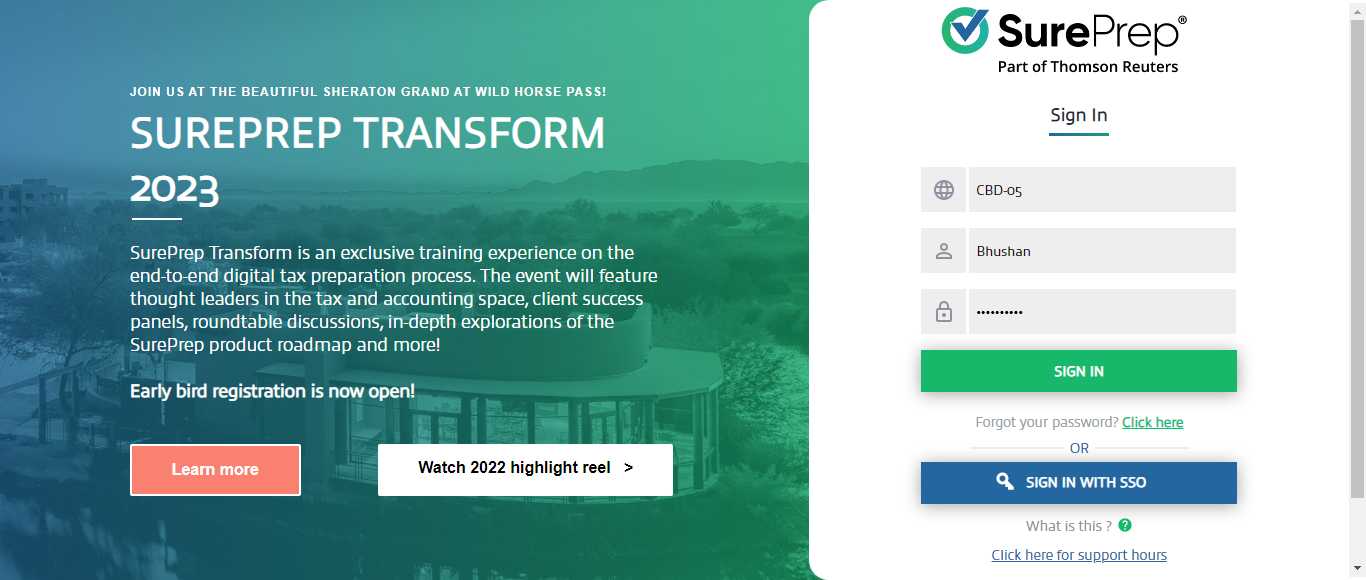 JOIN US AT THE BEAUTIFUL SHERATON GRAND AT WILD HORSE PASS!
SUREPREP TRANSFORM
2023
SurePrep Transform is an exclusive training experience on the
end-to-end digital tax preparation process. The event will feature
thought leaders in the tax and accounting space, client success
panels, roundtable discussions, in-depth explorations of the
SurePrep product roadmap and more!
Early bird registration is now open!
Learn more
Watch 2022 highlight reel >
SurePrep®
Part of Thomson Reuters
Sign In
CBD-05
Bhushan
••••••••••
SIGN IN
Forgot your password? Click here
OR
SIGN IN WITH SSO
What is this ? ?
Click here for support hours